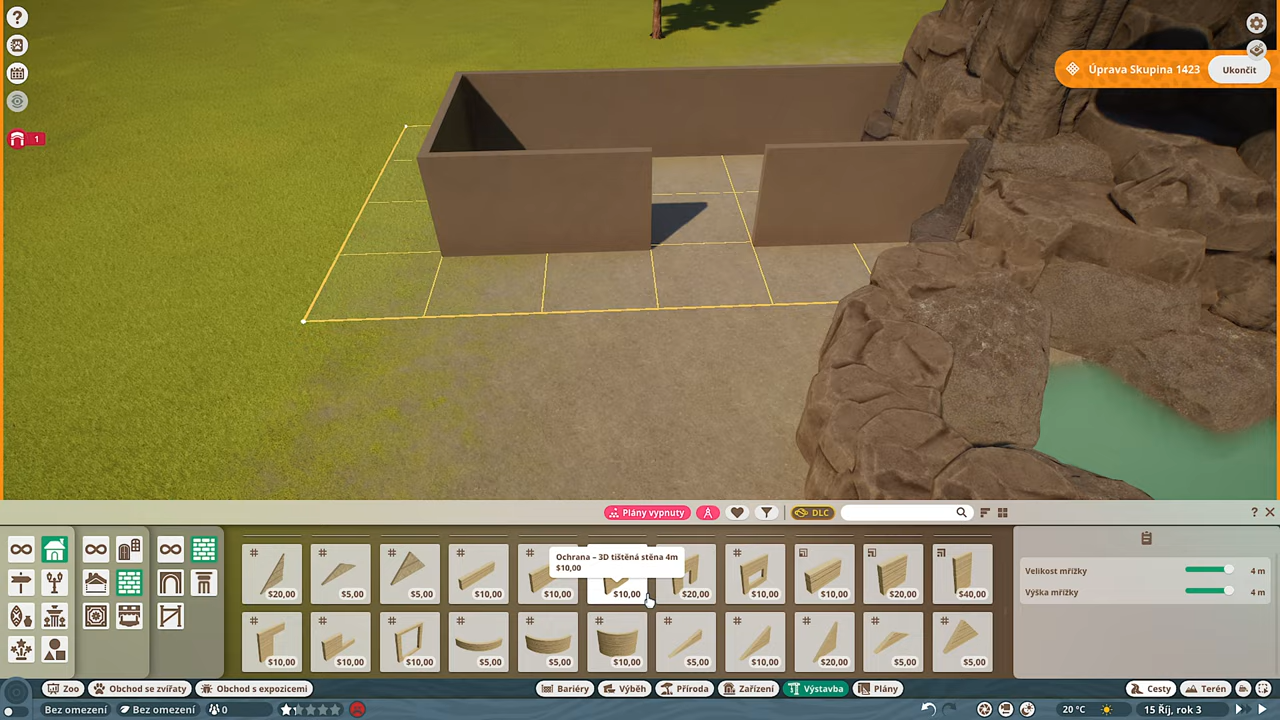 ?
Úprava Skupina 1423
Ukončit
1
Plány vypnuty
DLC
?
Ochrana – 3D tištěná stěna 4m
$10,00
$20,00
$5,00
$5,00
$10,00
$10,00
$10,00
$20,00
$10,00
$10,00
$20,00
$40,00
$10,00
$10,00
$10,00
$5,00
$5,00
$10,00
$5,00
$10,00
$20,00
$5,00
$5,00
Velikost mřížky
4 m
Výška mřížky
4 m
Zoo
Obchod se zvířaty
Obchod s expozicemi
Bariéry
Výběh
Příroda
Zařízení
Výstavba
Plány
Cesty
Terén
Bez omezení
Bez omezení
0
1
20 °C
15 Říj, rok 3